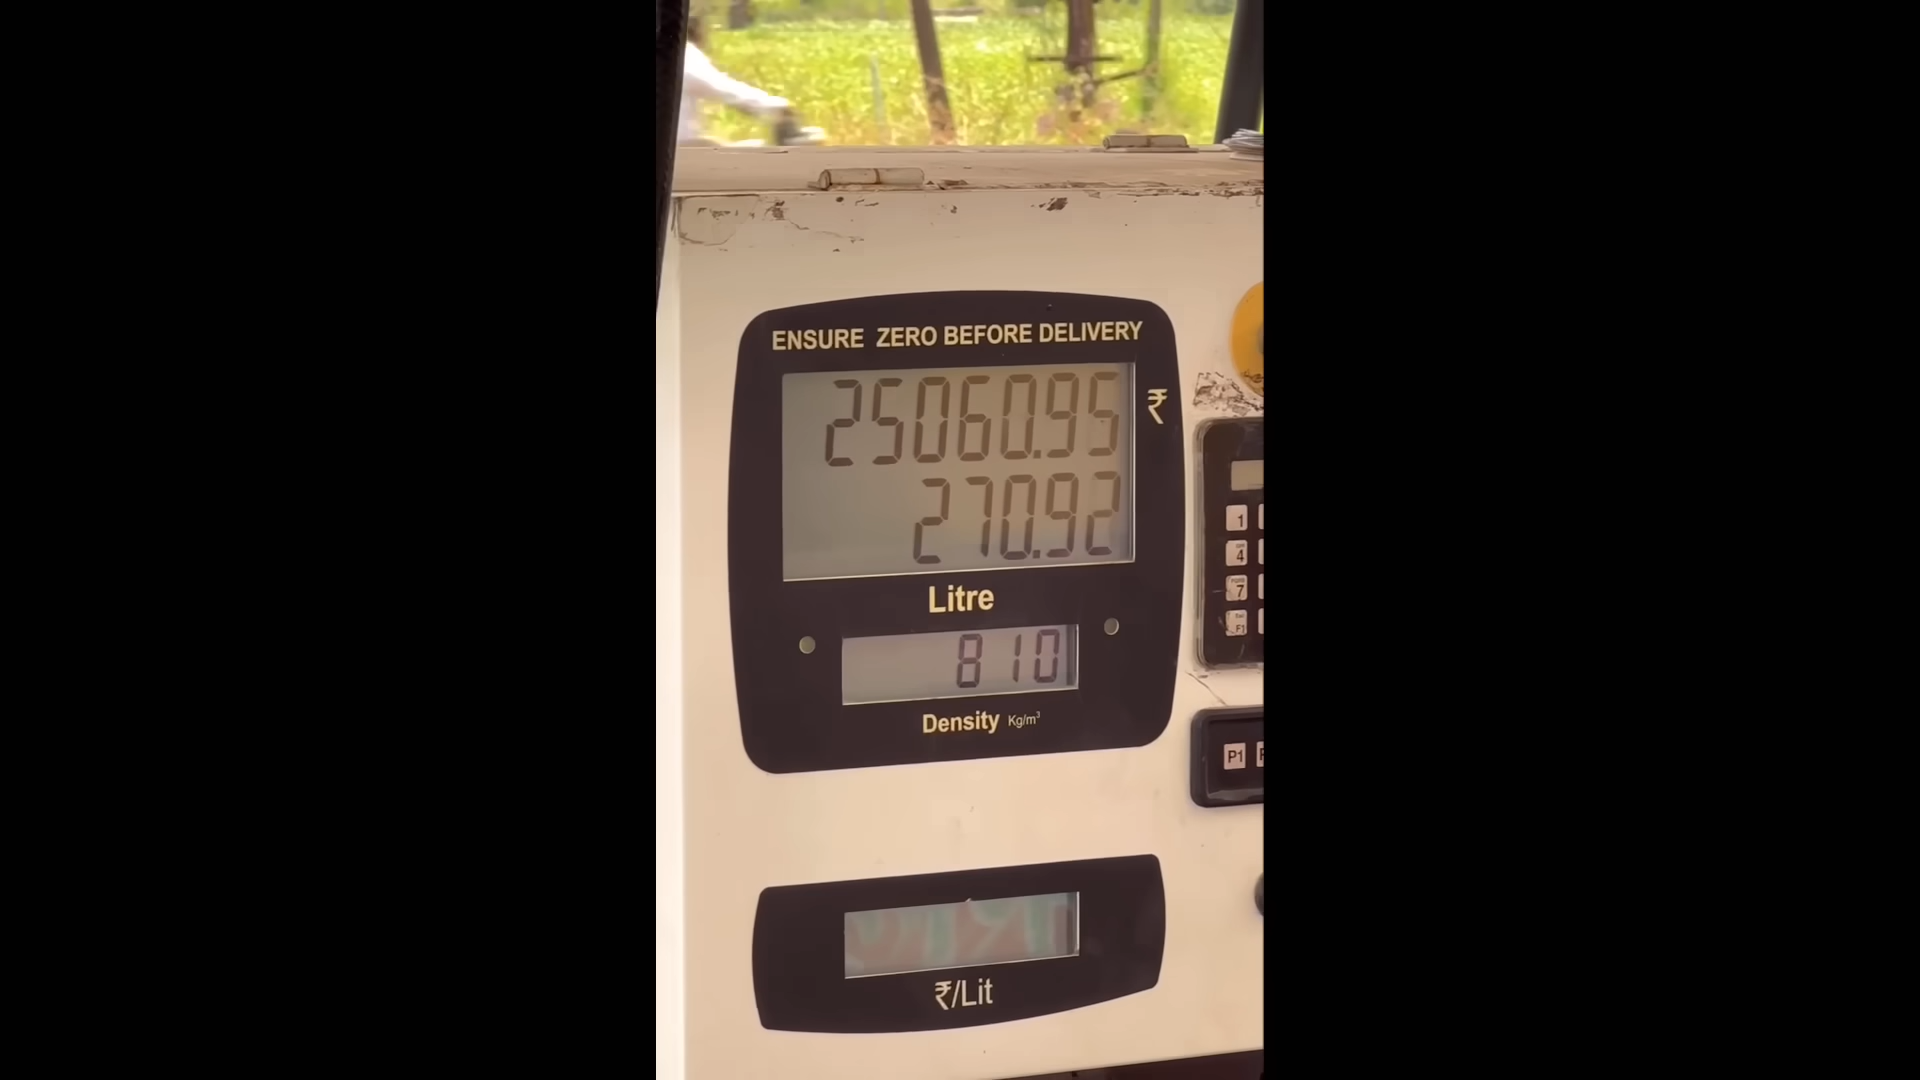 ENSURE ZERO BEFORE DELIVERY
25060.95
₹
270.92
Litre
810
Density Kg/m³
₹/Lit
1
4
7
F1
P1